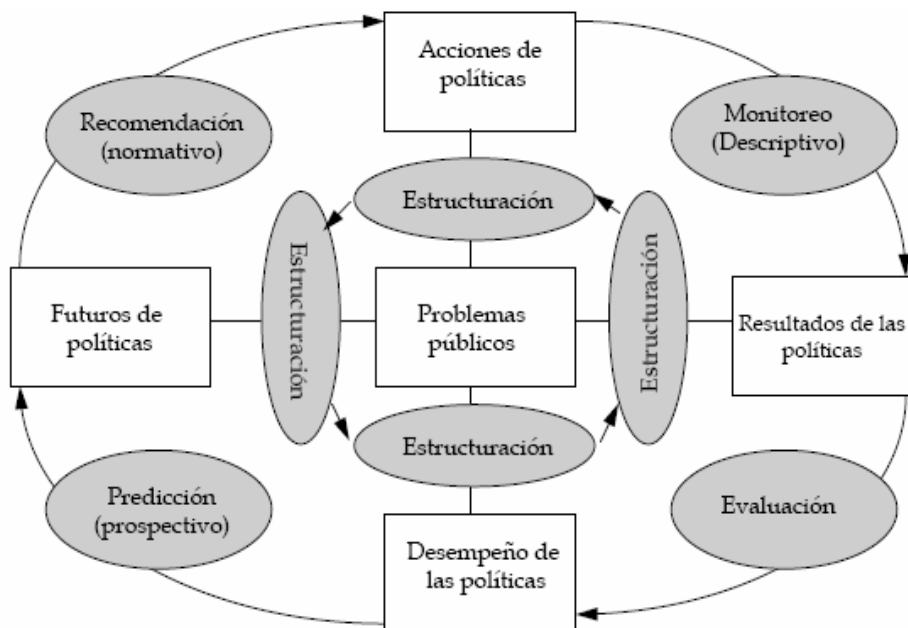 Acciones de
políticas
Recomendación
(normativo)
Monitoreo
(Descriptivo)
Estructuración
Estructuración
Estructuración
Futuros de
políticas
Problemas
públicos
Resultados de las
políticas
Estructuración
Predicción
(prospectivo)
Evaluación
Desempeño de
las políticas